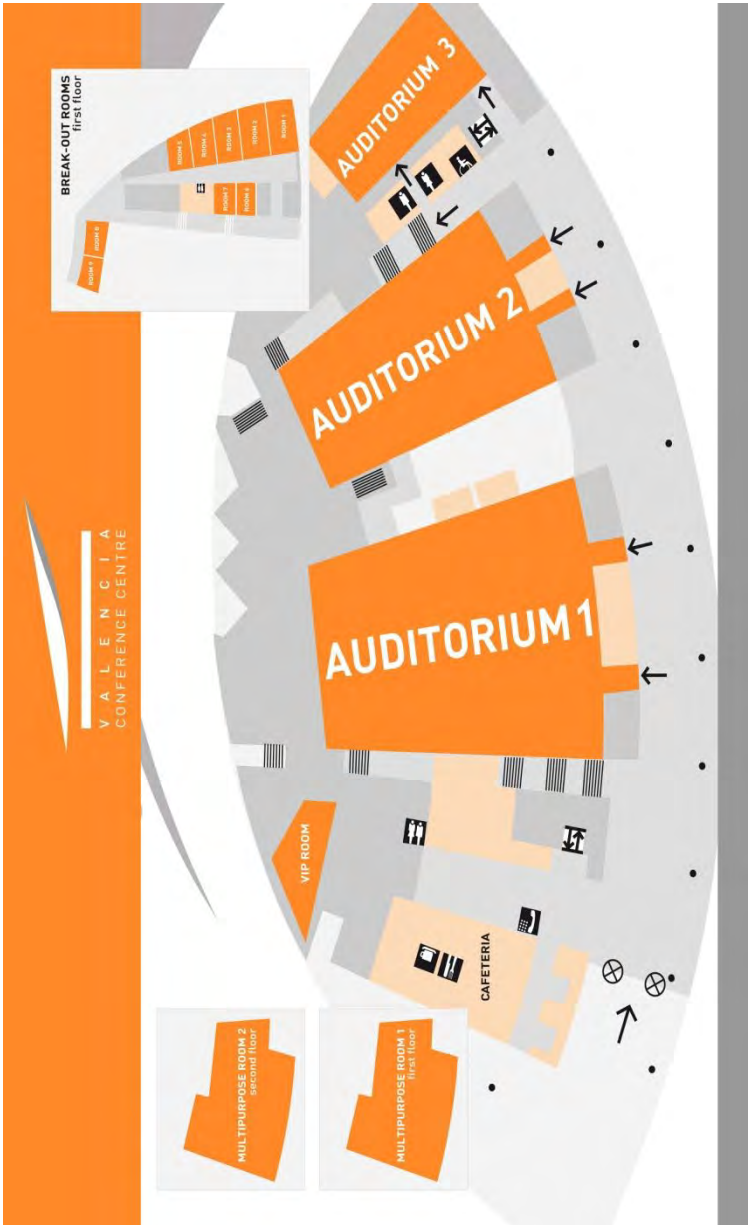 VALENCIA
CONFERENCE CENTRE
BREAK-OUT ROOMS
first floor
ROOM 9
ROOM 8
ROOM 7
ROOM 6
ROOM 5
ROOM 4
ROOM 3
ROOM 2
ROOM 1
MULTIPURPOSE ROOM 2
second floor
MULTIPURPOSE ROOM 1
first floor
VIP ROOM
CAFETERIA
AUDITORIUM 1
AUDITORIUM 2
AUDITORIUM 3